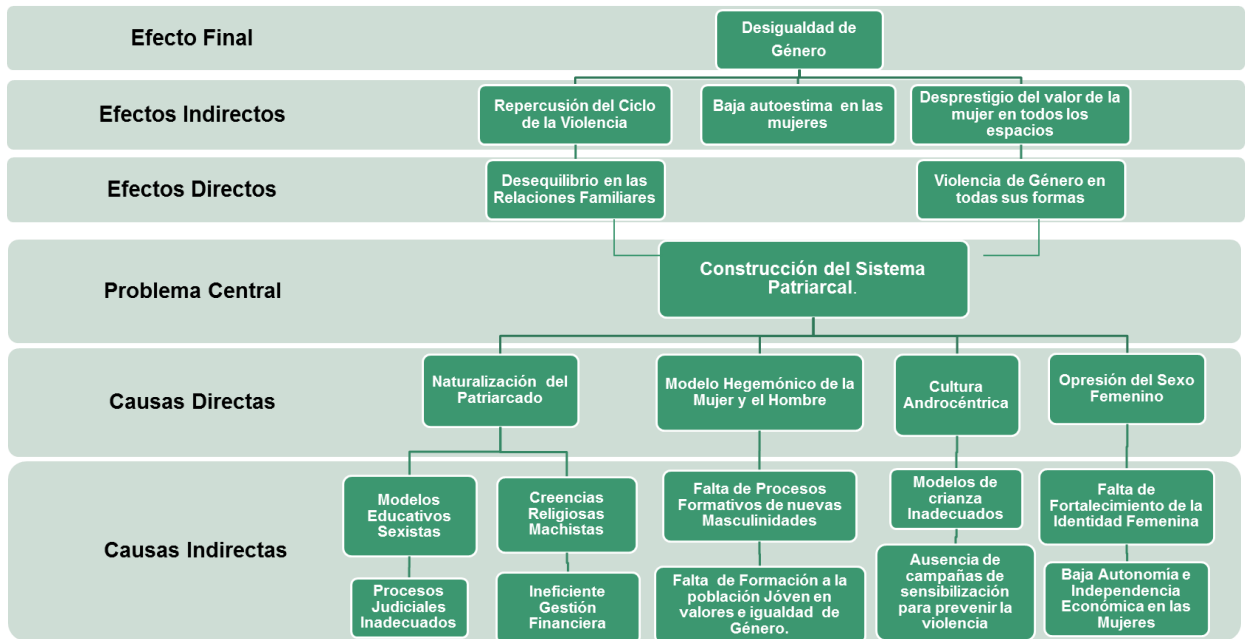 Efecto Final
Desigualdad de
Género
Efectos Indirectos
Repercusión del Ciclo
de la Violencia
Baja autoestima en las
mujeres
Desprestigio del valor de la
mujer en todos los
espacios
Efectos Directos
Desequilibrio en las
Relaciones Familiares
Violencia de Género en
todas sus formas
Problema Central
Construcción del Sistema
Patriarcal.
Causas Directas
Naturalización del
Patriarcado
Modelo Hegemónico de la
Mujer y el Hombre
Cultura
Androcéntrica
Opresión del Sexo
Femenino
Causas Indirectas
Modelos
Educativos
Sexistas
Creencias
Religiosas
Machistas
Falta de Procesos
Formativos de nuevas
Masculinidades
Modelos de
crianza
Inadecuados
Falta de
Fortalecimiento de la
Identidad Femenina
Procesos
Judiciales
Inadecuados
Ineficiente
Gestión
Financiera
Falta de Formación a la
población Jóven en
valores e igualdad de
Género.
Ausencia de
campañas de
sensibilización
para prevenir la
violencia
Baja Autonomía e
Independencia
Económica en las
Mujeres